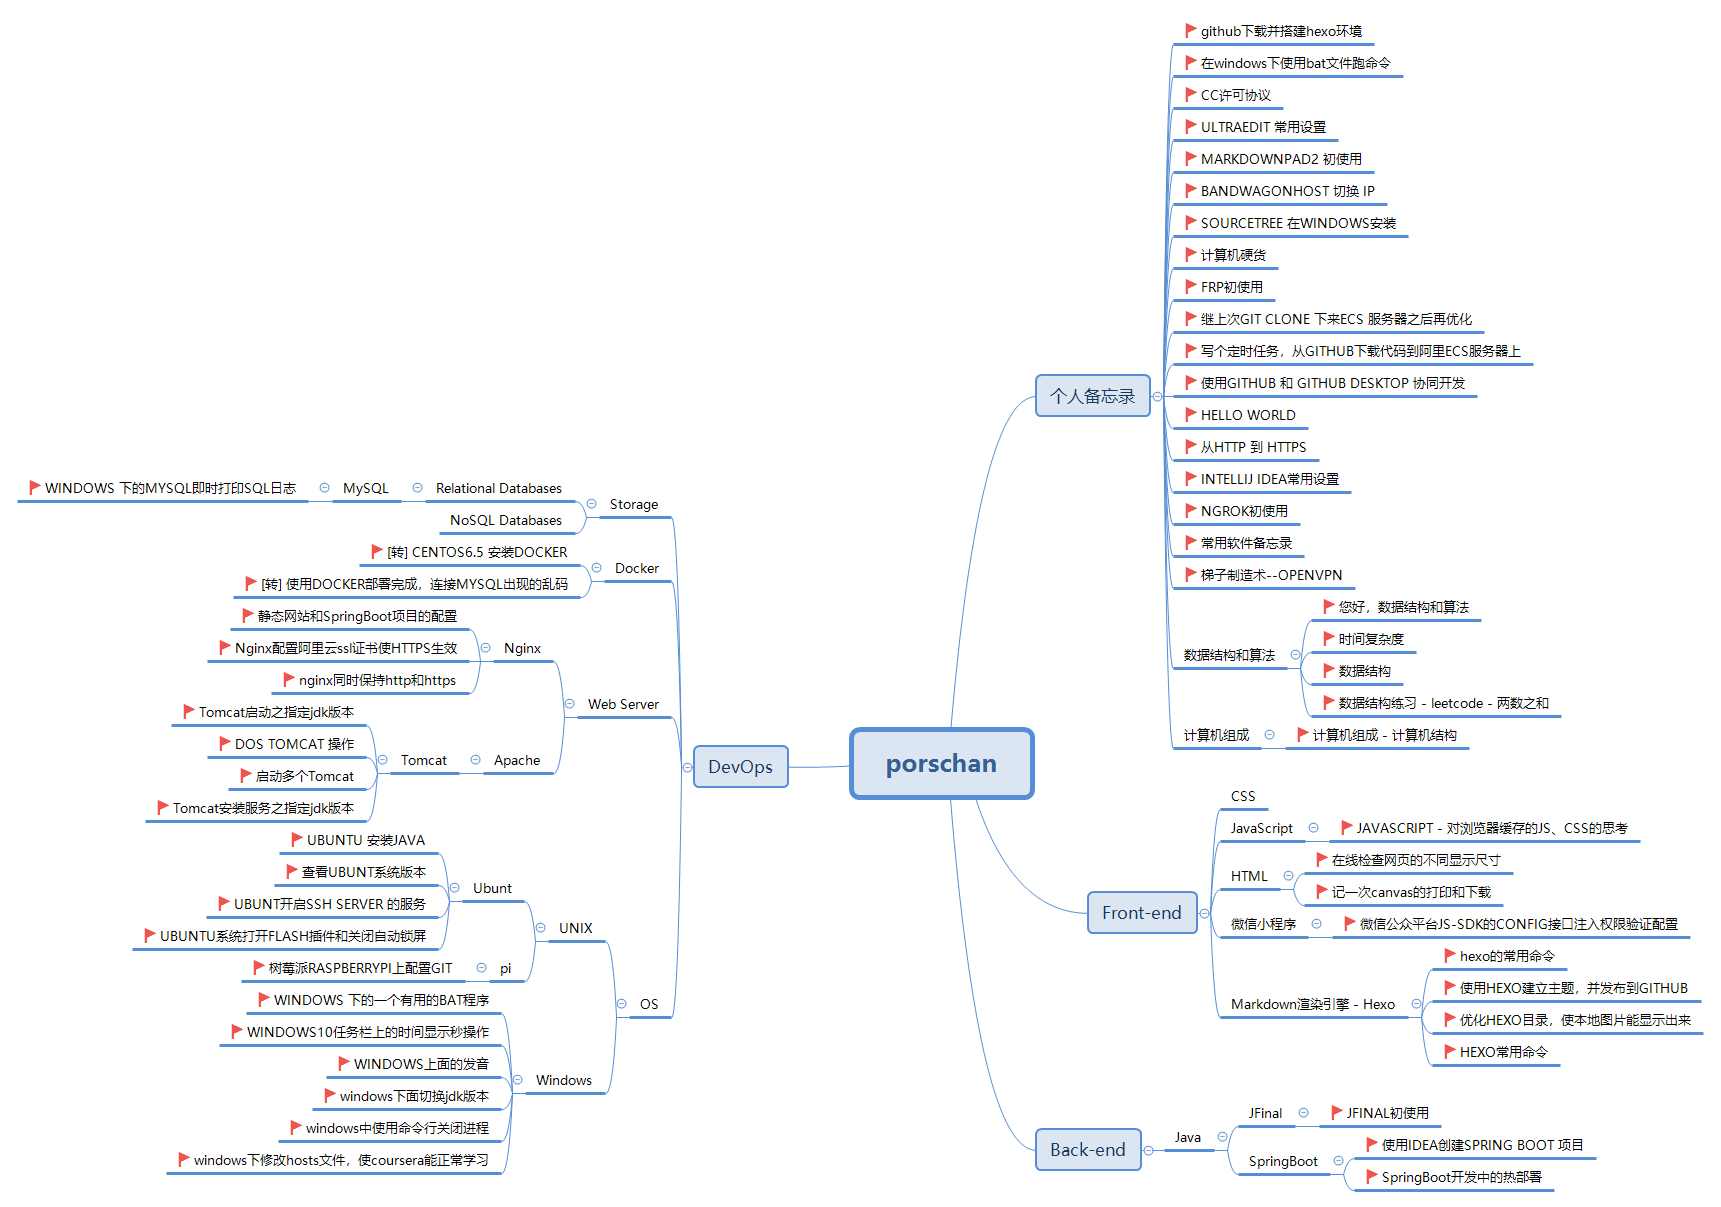 porschan
个人备忘录
github下载并搭建hexo环境
在windows下使用bat文件跑命令
CC许可协议
ULTRAEDIT 常用设置
MARKDOWNPAD2 初使用
BANDWAGONHOST 切换 IP
SOURCETREE 在WINDOWS安装
计算机硬货
FRP初使用
继上次GIT CLONE 下来ECS 服务器之后再优化
写个定时任务，从GITHUB下载代码到阿里ECS服务器上
使用GITHUB 和 GITHUB DESKTOP 协同开发
HELLO WORLD
从HTTP 到 HTTPS
INTELLIJ IDEA常用设置
NGROK初使用
常用软件备忘录
梯子制造术--OPENVPN
数据结构和算法
您好，数据结构和算法
时间复杂度
数据结构
数据结构练习 - leetcode - 两数之和
计算机组成
计算机组成 - 计算机结构
Front-end
CSS
JavaScript
JAVASCRIPT - 对浏览器缓存的JS、CSS的思考
HTML
在线检查网页的不同显示尺寸
记一次canvas的打印和下载
微信小程序
微信公众平台JS-SDK的CONFIG接口注入权限验证配置
Markdown渲染引擎 - Hexo
hexo的常用命令
使用HEXO建立主题，并发布到GITHUB
优化HEXO目录，使本地图片能显示出来
HEXO常用命令
Back-end
Java
JFinal
JFINAL初使用
SpringBoot
使用IDEA创建SPRING BOOT 项目
SpringBoot开发中的热部署
DevOps
Storage
Relational Databases
MySQL
WINDOWS 下的MYSQL即时打印SQL日志
NoSQL Databases
Docker
[转] CENTOS6.5 安装DOCKER
[转] 使用DOCKER部署完成，连接MYSQL出现的乱码
Web Server
Nginx
静态网站和SpringBoot项目的配置
Nginx配置阿里云ssl证书使HTTPS生效
nginx同时保持http和https
Apache
Tomcat
Tomcat启动之指定jdk版本
DOS TOMCAT 操作
启动多个Tomcat
Tomcat安装服务之指定jdk版本
OS
UNIX
Ubunt
UBUNTU 安装JAVA
查看UBUNT系统版本
UBUNT开启SSH SERVER 的服务
UBUNTU系统打开FLASH插件和关闭自动锁屏
pi
树莓派RASPBERRYPI上配置GIT
Windows
WINDOWS 下的一个有用的BAT程序
WINDOWS10任务栏上的时间显示秒操作
WINDOWS上面的发音
windows下面切换jdk版本
windows中使用命令行关闭进程
windows下修改hosts文件，使coursera能正常学习